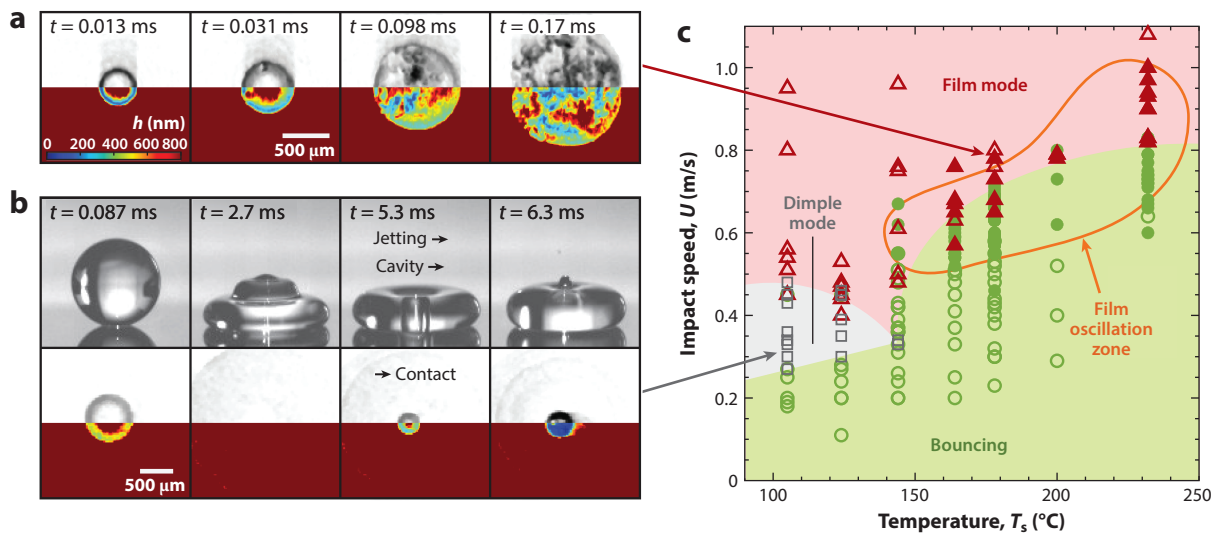 a
t = 0.013 ms
t = 0.031 ms
t = 0.098 ms
t = 0.17 ms
h (nm)
0 200 400 600 800
500 μm
b
t = 0.087 ms
t = 2.7 ms
t = 5.3 ms
t = 6.3 ms
Jetting
Cavity
Contact
500 μm
c
Impact speed, U (m/s)
1.0
0.8
0.6
0.4
0.2
0
100 150 200 250
Temperature, Ts (°C)
Film mode
Dimple
mode
Film
oscillation
zone
Bouncing